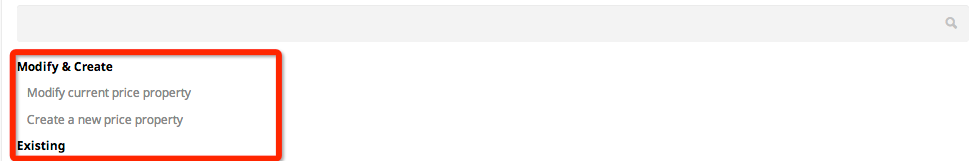 Modify & Create
Modify current price property
Create a new price property
Existing